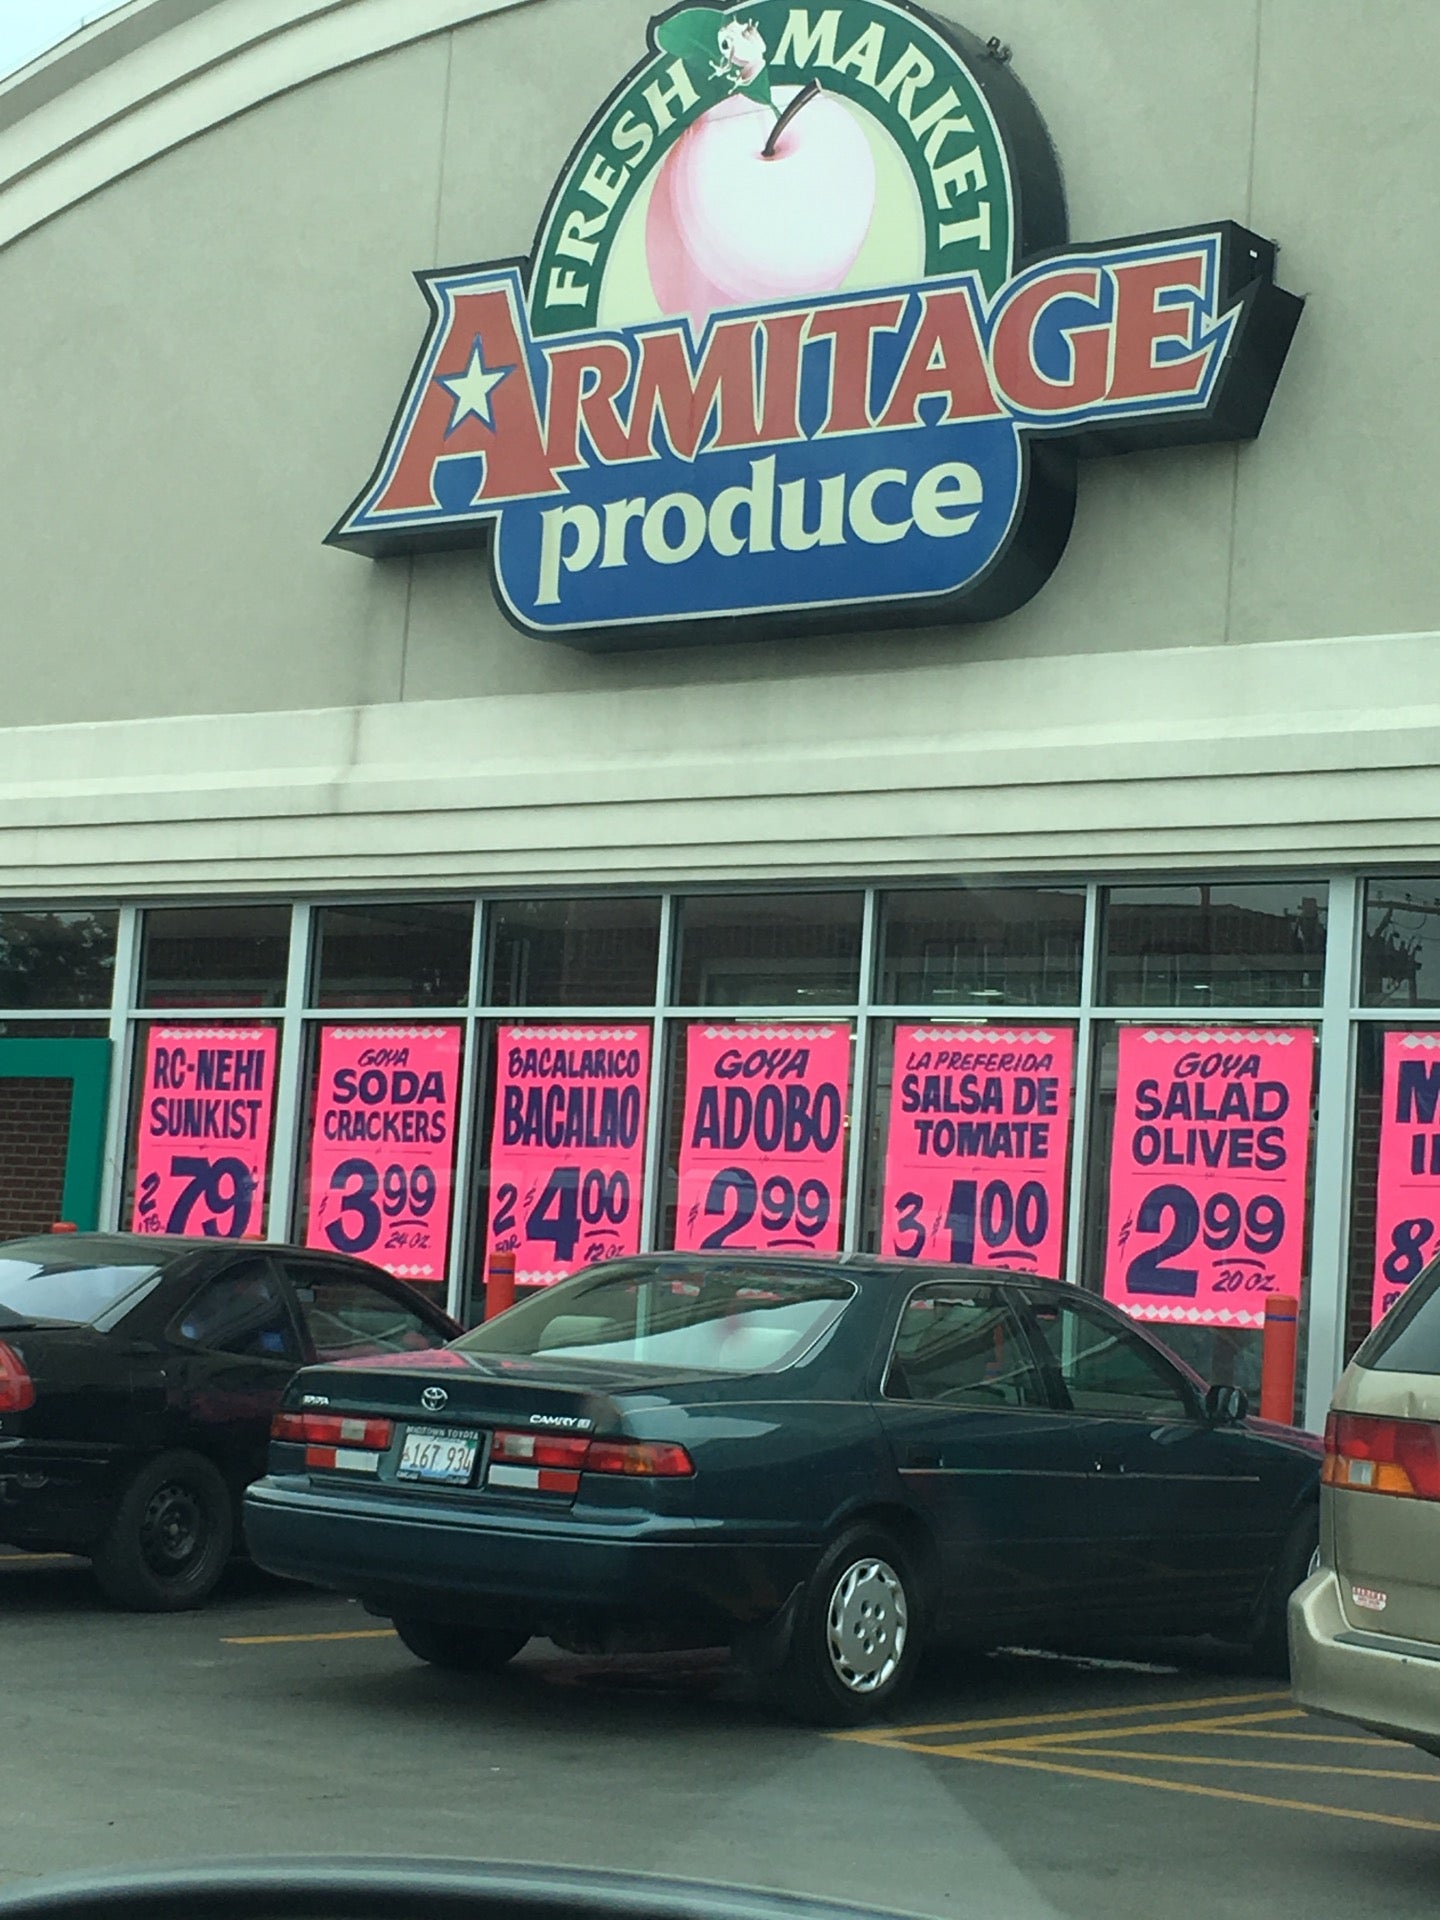 FRESH MARKET
ARMITAGE
produce
RC-NEHI
SUNKIST
2
LTS. 79¢
GOYA
SODA
CRACKERS
$3.99
24 OZ.
BACALARICO
BACALAO
2 FOR $4.00
12 OZ
GOYA
ADOBO
$2.99
LA PREFERIDA
SALSA DE
TOMATE
3 $1.00
GOYA
SALAD
OLIVES
$2.99
20 OZ.
8
TOYOTA
CAMRY
MIDTOWN TOYOTA
167 934